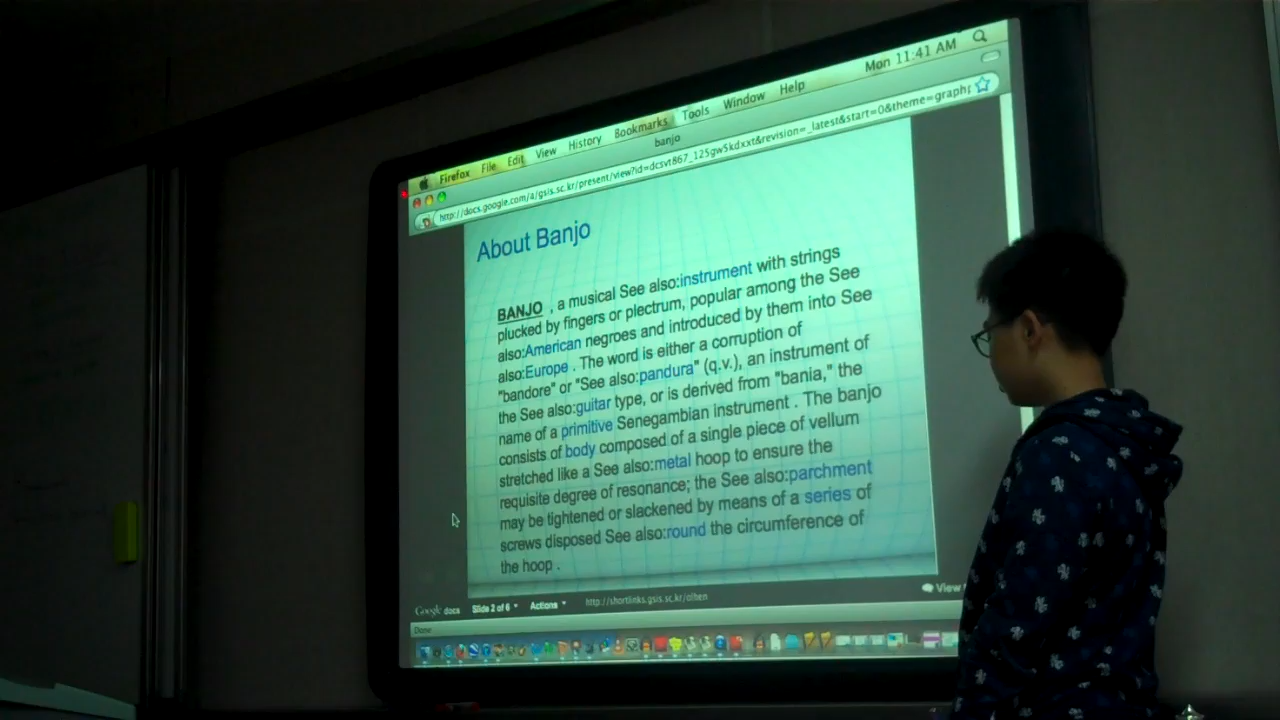 Firefox File Edit View History Bookmarks Tools Window Help Mon 11:41 AM
banjo
http://docs.google.com/a/gsis.sc.kr/present/view?id=dcsvt867_125gw5kdxxt&revision=_latest&start=0&theme=graph
About Banjo
BANJO , a musical See also:instrument with strings
plucked by fingers or plectrum, popular among the See
also:American negroes and introduced by them into See
also:Europe . The word is either a corruption of
"bandore" or "See also:pandura" (q.v.), an instrument of
the See also:guitar type, or is derived from "bania," the
name of a primitive Senegambian instrument . The banjo
consists of body composed of a single piece of vellum
stretched like a See also:metal hoop to ensure the
requisite degree of resonance; the See also:parchment
may be tightened or slackened by means of a series of
screws disposed See also:round the circumference of
the hoop .
Google docs Slide 2 of 6 Actions http://shortlinks.gsis.sc.kr/olhen View
Done